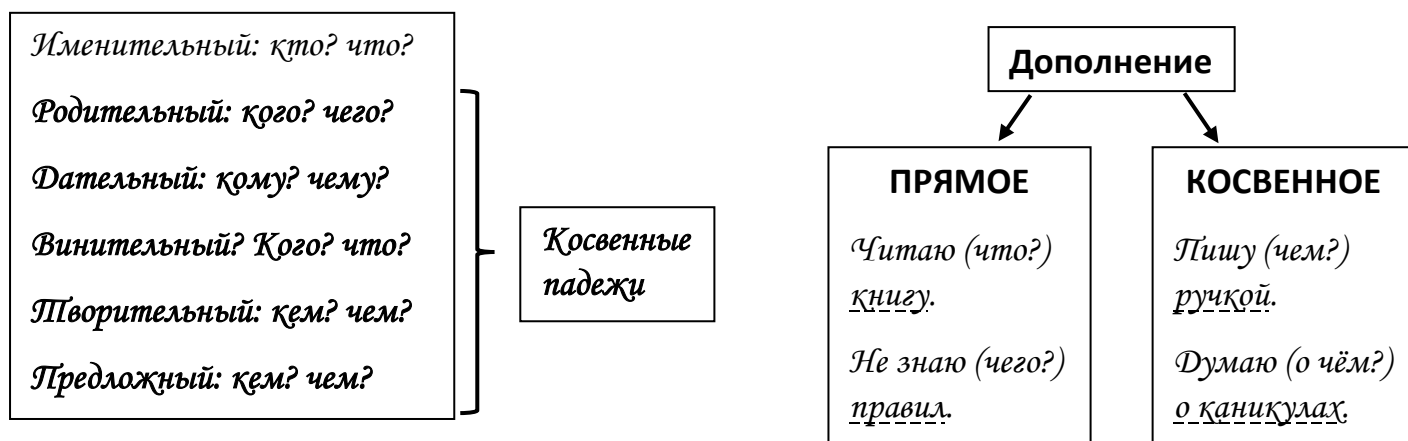 Именительный: кто? что?
Родительный: кого? чего?
Дательный: кому? чему?
Винительный? Кого? что?
Творительный: кем? чем?
Предложный: кем? чем?
Косвенные
падежи
Дополнение
ПРЯМОЕ
Читаю (что?)
книгу.
Не знаю (чего?)
правил.
КОСВЕННОЕ
Пишу (чем?)
ручкой.
Думаю (о чём?)
о каникулах.